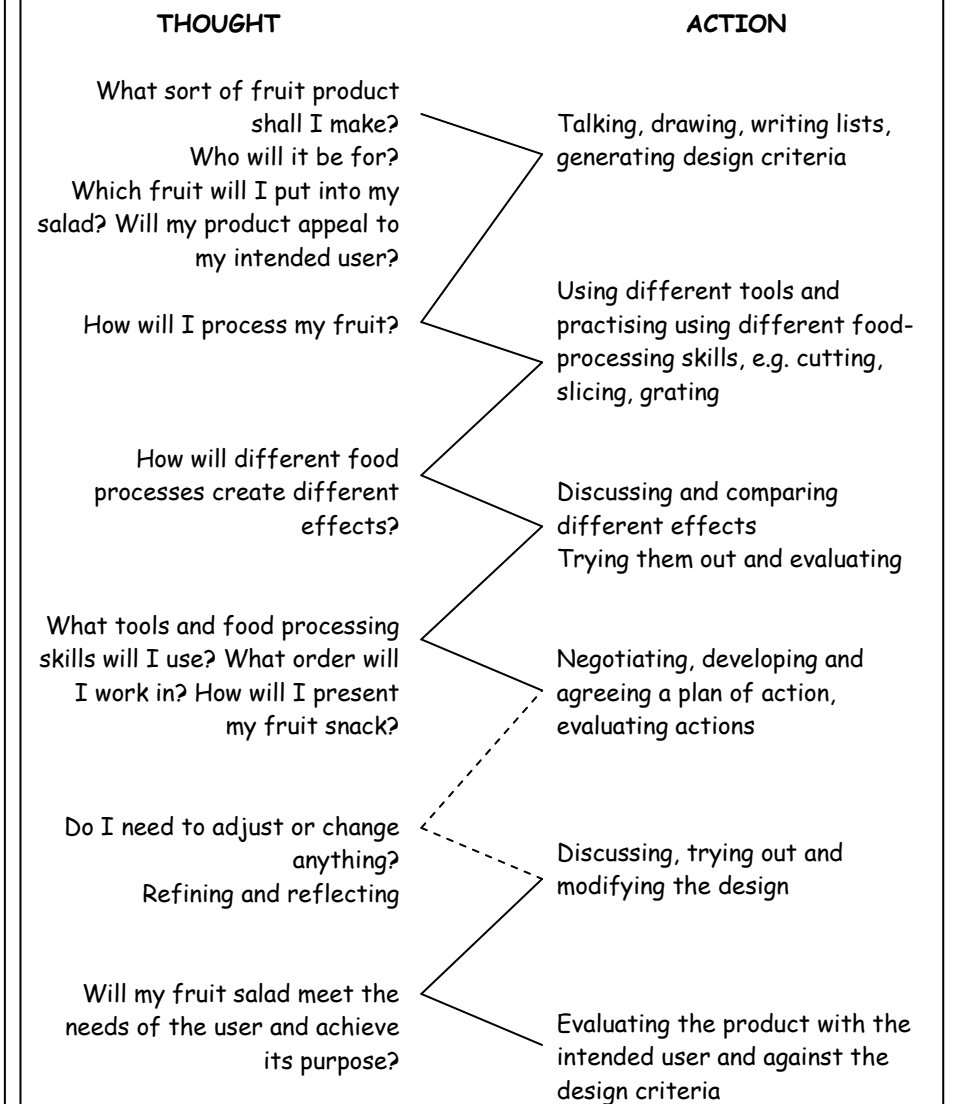 THOUGHT
ACTION
What sort of fruit product
shall I make?
Who will it be for?
Which fruit will I put into my
salad? Will my product appeal to
my intended user?
Talking, drawing, writing lists,
generating design criteria
How will I process my fruit?
Using different tools and
practising using different food-
processing skills, e.g. cutting,
slicing, grating
How will different food
processes create different
effects?
Discussing and comparing
different effects
Trying them out and evaluating
What tools and food processing
skills will I use? What order will
I work in? How will I present
my fruit snack?
Negotiating, developing and
agreeing a plan of action,
evaluating actions
Do I need to adjust or change
anything?
Refining and reflecting
Discussing, trying out and
modifying the design
Will my fruit salad meet the
needs of the user and achieve
its purpose?
Evaluating the product with the
intended user and against the
design criteria